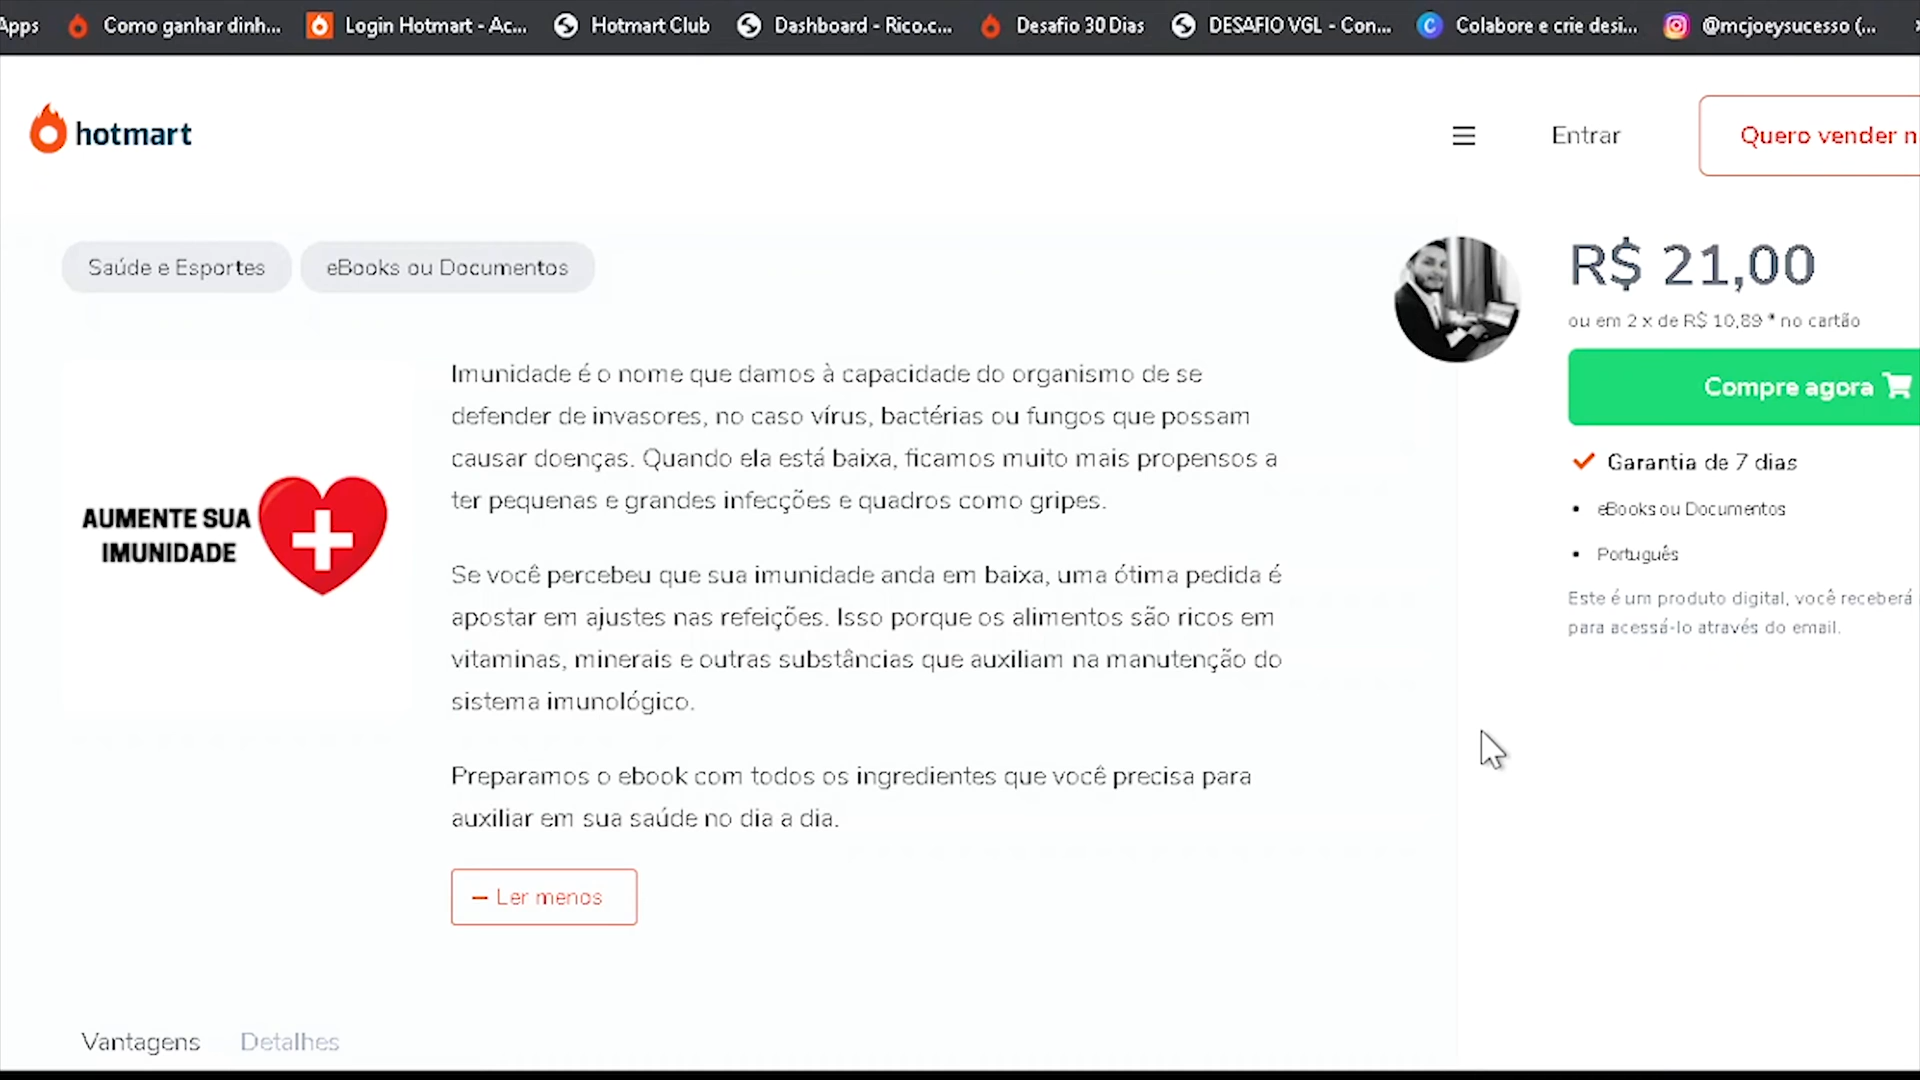 Apps
Como ganhar dinh...
Login Hotmart - Ac...
Hotmart Club
Dashboard - Rico.c...
Desafio 30 Dias
DESAFIO VGL - Con...
Colabore e crie desi...
@mcjoeysucesso (...
hotmart
Entrar
Quero vender n
Saúde e Esportes
eBooks ou Documentos
AUMENTE SUA
IMUNIDADE
Imunidade é o nome que damos à capacidade do organismo de se
defender de invasores, no caso vírus, bactérias ou fungos que possam
causar doenças. Quando ela está baixa, ficamos muito mais propensos a
ter pequenas e grandes infecções e quadros como gripes.
Se você percebeu que sua imunidade anda em baixa, uma ótima pedida é
apostar em ajustes nas refeições. Isso porque os alimentos são ricos em
vitaminas, minerais e outras substâncias que auxiliam na manutenção do
sistema imunológico.
Preparamos o ebook com todos os ingredientes que você precisa para
auxiliar em sua saúde no dia a dia.
— Ler menos
Vantagens
Detalhes
R$ 21,00
ou em 2 x de R$ 10,89 * no cartão
Compre agora
Garantia de 7 dias
• eBooks ou Documentos
• Português
Este é um produto digital, você receberá
para acessá-lo através do email.